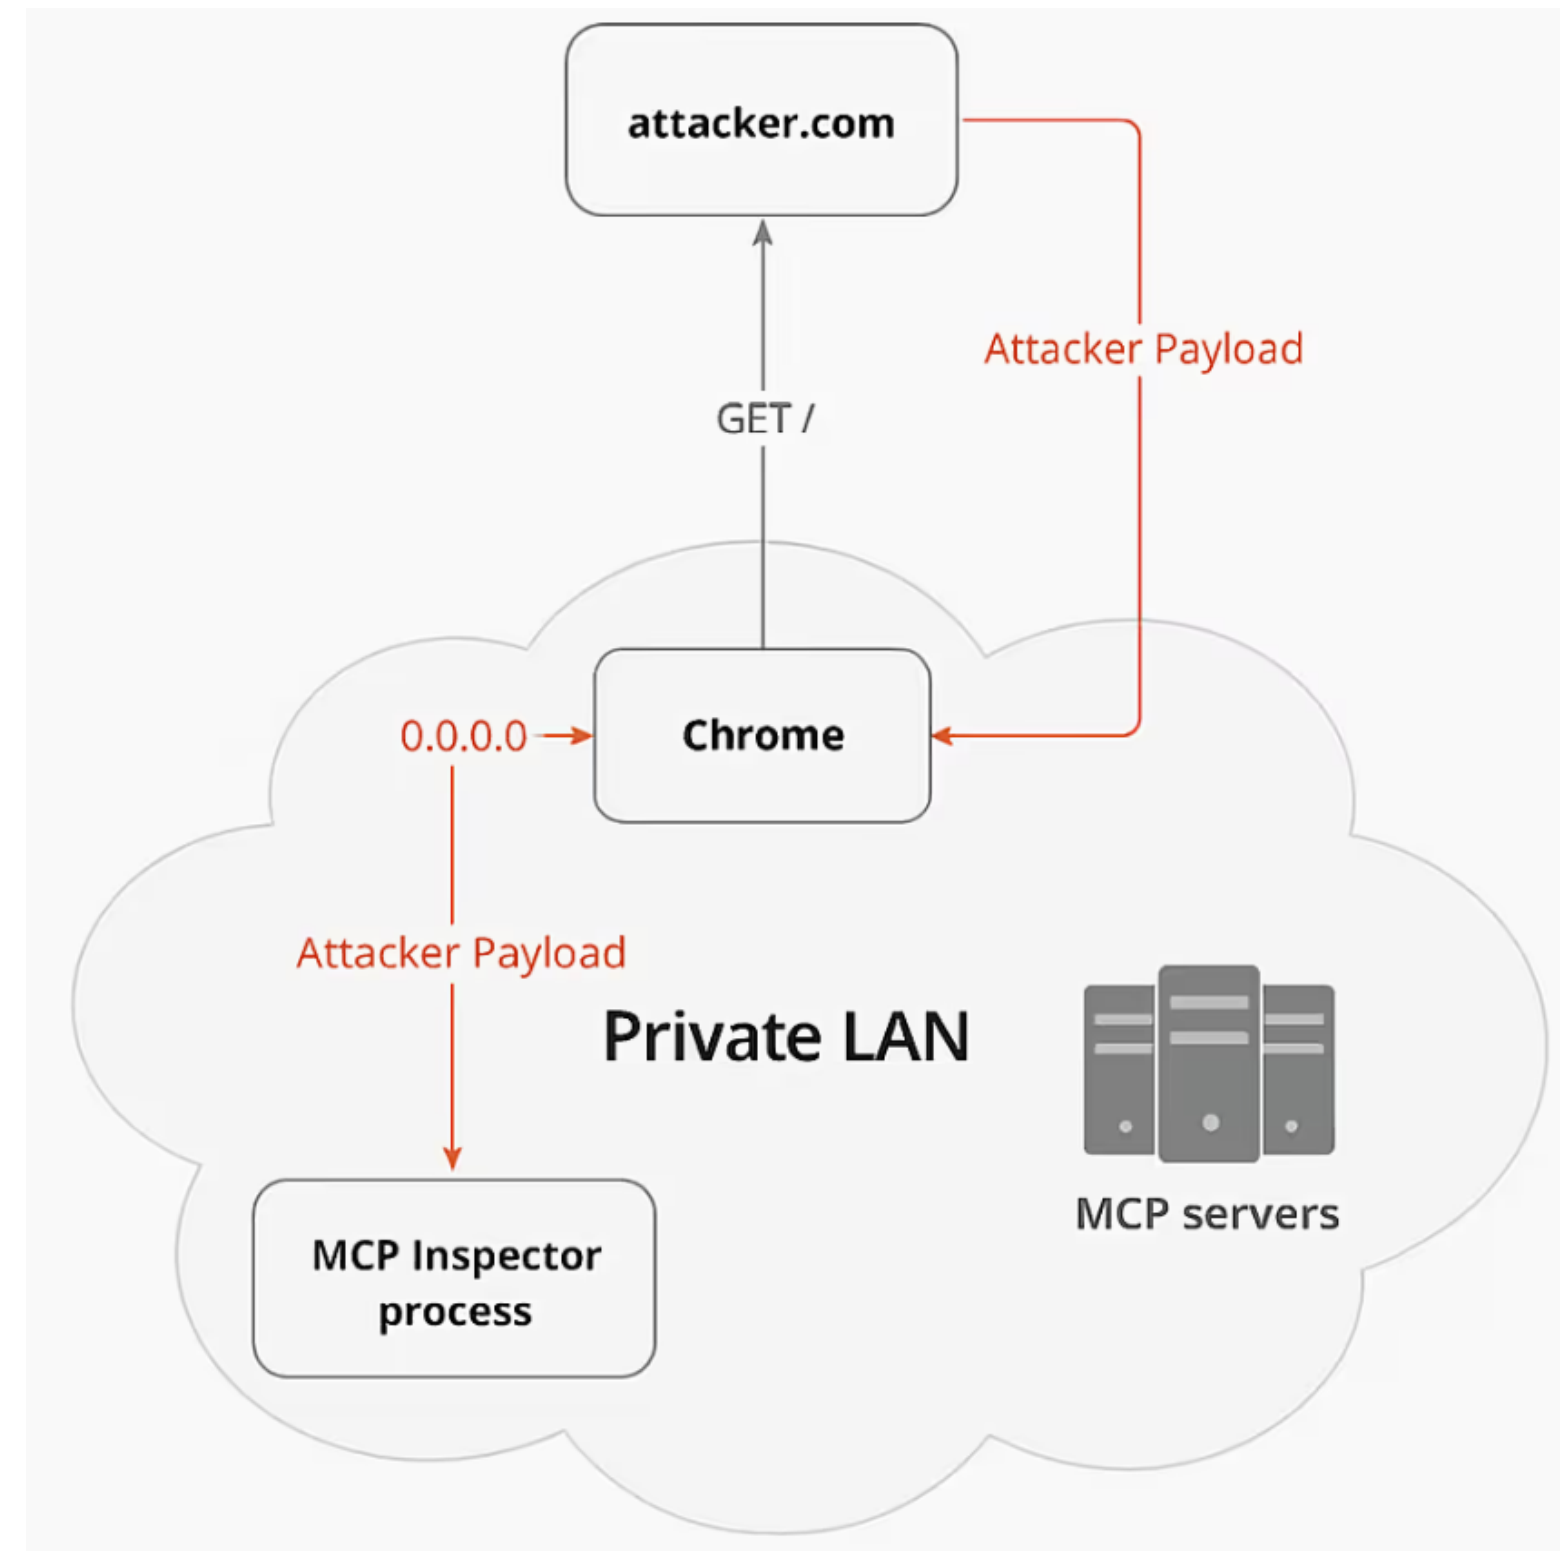 attacker.com
Attacker Payload
GET /
0.0.0.0
Chrome
Attacker Payload
Private LAN
MCP servers
MCP Inspector
process